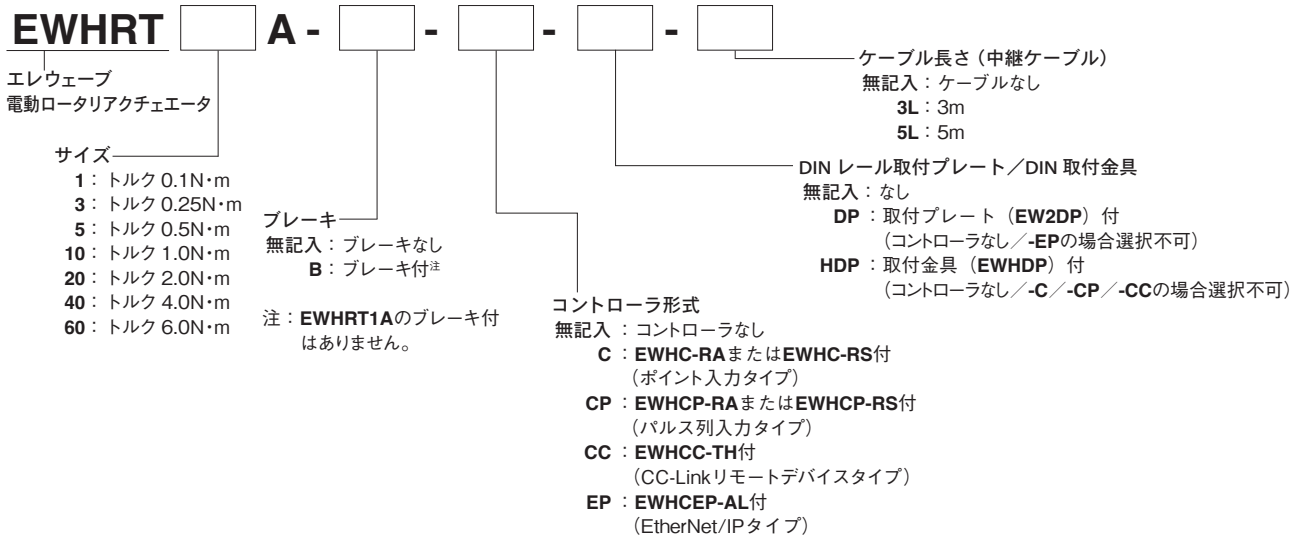 EWHRT A - - - -
エレウェーブ
電動ロータリアクチェエータ
サイズ
1：トルク 0.1N・m
3：トルク 0.25N・m
5：トルク 0.5N・m
10：トルク 1.0N・m
20：トルク 2.0N・m
40：トルク 4.0N・m
60：トルク 6.0N・m
ブレーキ
無記入：ブレーキなし
B：ブレーキ付注
注：EWHRT1Aのブレーキ付
はありません。
コントローラ形式
無記入：コントローラなし
C：EWHC-RAまたはEWHC-RS付
（ポイント入力タイプ）
CP：EWHCP-RAまたはEWHCP-RS付
（パルス列入力タイプ）
CC：EWHCC-TH付
（CC-Linkリモートデバイスタイプ）
EP：EWHCEP-AL付
（EtherNet/IPタイプ）
DIN レール取付プレート／DIN 取付金具
無記入：なし
DP：取付プレート（EW2DP）付
（コントローラなし／-EPの場合選択不可）
HDP：取付金具（EWHDP）付
（コントローラなし／-C／-CP／-CCの場合選択不可）
ケーブル長さ（中継ケーブル）
無記入：ケーブルなし
3L：3m
5L：5m